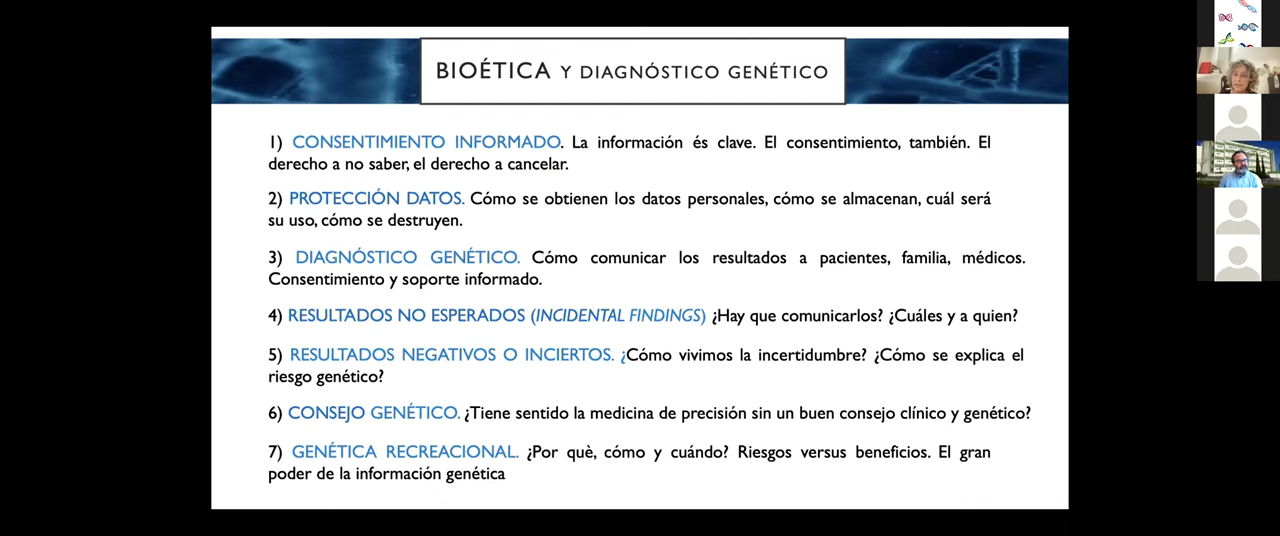 BIOÉTICA Y DIAGNÓSTICO GENÉTICO
1) CONSENTIMIENTO INFORMADO. La información és clave. El consentimiento, también. El
derecho a no saber, el derecho a cancelar.
2) PROTECCIÓN DATOS. Cómo se obtienen los datos personales, cómo se almacenan, cuál será
su uso, cómo se destruyen.
3) DIAGNÓSTICO GENÉTICO. Cómo comunicar los resultados a pacientes, familia, médicos.
Consentimiento y soporte informado.
4) RESULTADOS NO ESPERADOS (INCIDENTAL FINDINGS) ¿Hay que comunicarlos? ¿Cuáles y a quien?
5) RESULTADOS NEGATIVOS O INCIERTOS. ¿Cómo vivimos la incertidumbre? ¿Cómo se explica el
riesgo genético?
6) CONSEJO GENÉTICO. ¿Tiene sentido la medicina de precisión sin un buen consejo clínico y genético?
7) GENÉTICA RECREACIONAL. ¿Porquè, cómo y cuándo? Riesgos versus beneficios. El gran
poder de la información genética